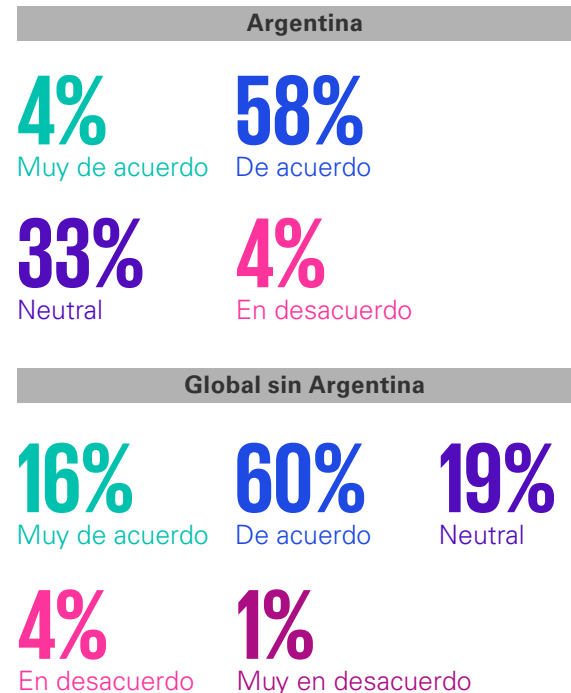 Argentina
4% 58%
Muy de acuerdo De acuerdo
33% 4%
Neutral En desacuerdo
Global sin Argentina
16% 60% 19%
Muy de acuerdo De acuerdo Neutral
4% 1%
En desacuerdo Muy en desacuerdo